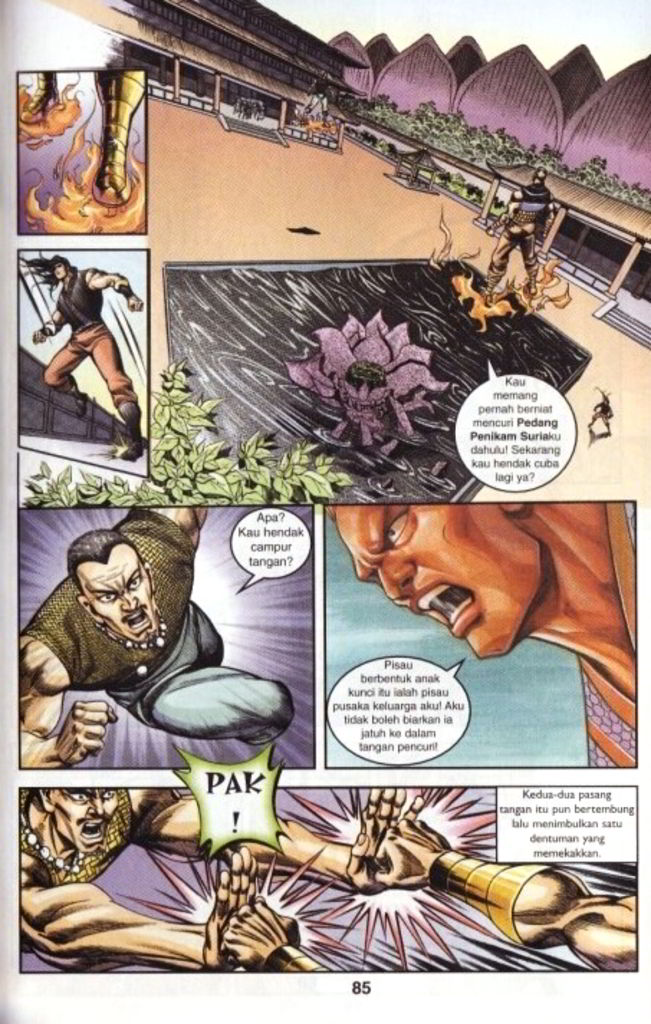 Kau
memang
pernah berniat
mencuri Pedang
Penikam Suriaku
dahulu! Sekarang
kau hendak cuba
lagi ya?
Apa?
Kau hendak
campur
tangan?
Pisau
berbentuk anak
kunci itu ialah pisau
pusaka keluarga aku! Aku
tidak boleh biarkan ia
jatuh ke dalam
tangan pencuri!
PAK
!
Kedua-dua pasang
tangan itu pun bertembung
lalu menimbulkan satu
dentuman yang
memekakkan.
85